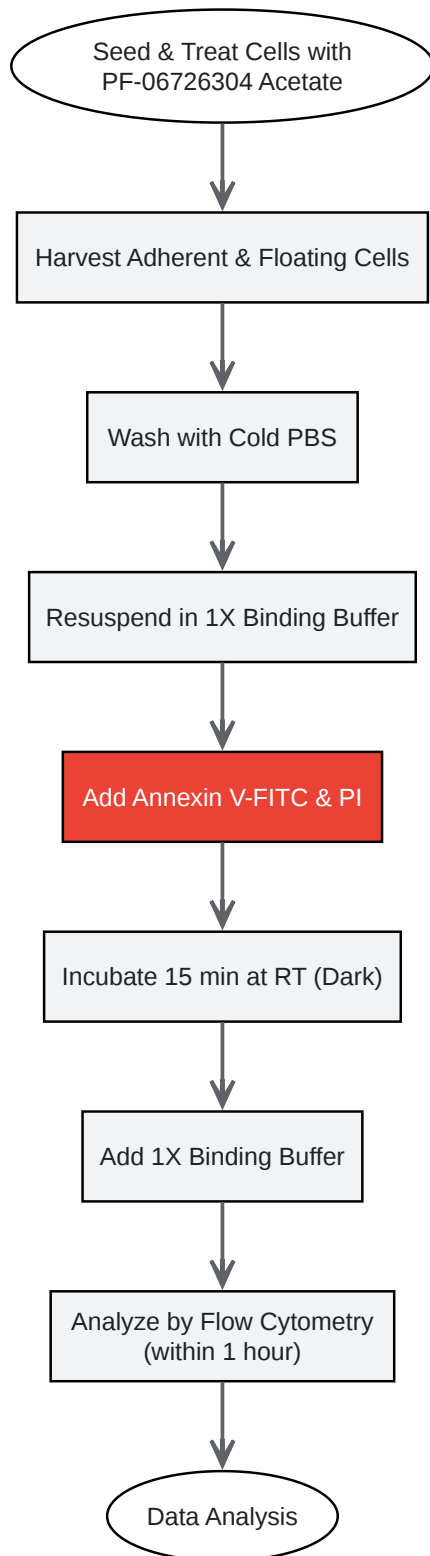 Seed & Treat Cells with
PF-06726304 Acetate
Harvest Adherent & Floating Cells
Wash with Cold PBS
Resuspend in 1X Binding Buffer
Add Annexin V-FITC & PI
Incubate 15 min at RT (Dark)
Add 1X Binding Buffer
Analyze by Flow Cytometry
(within 1 hour)
Data Analysis